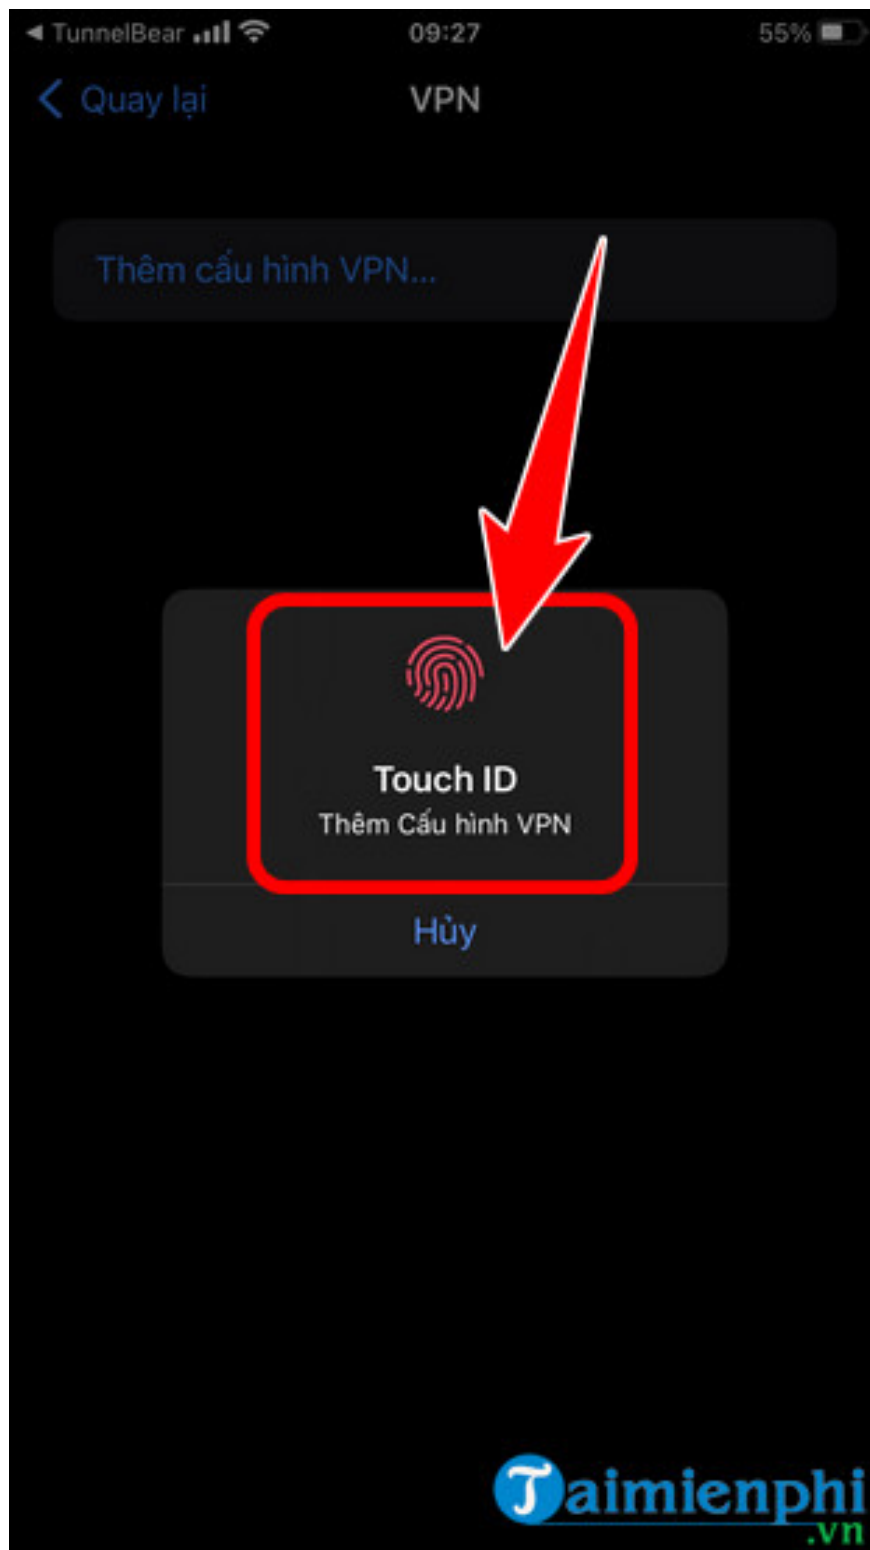 TunnelBear 09:27 55%
Quay lại VPN
Thêm cấu hình VPN...
Touch ID
Thêm Cấu hình VPN
Hủy
Taimienphi
.vn